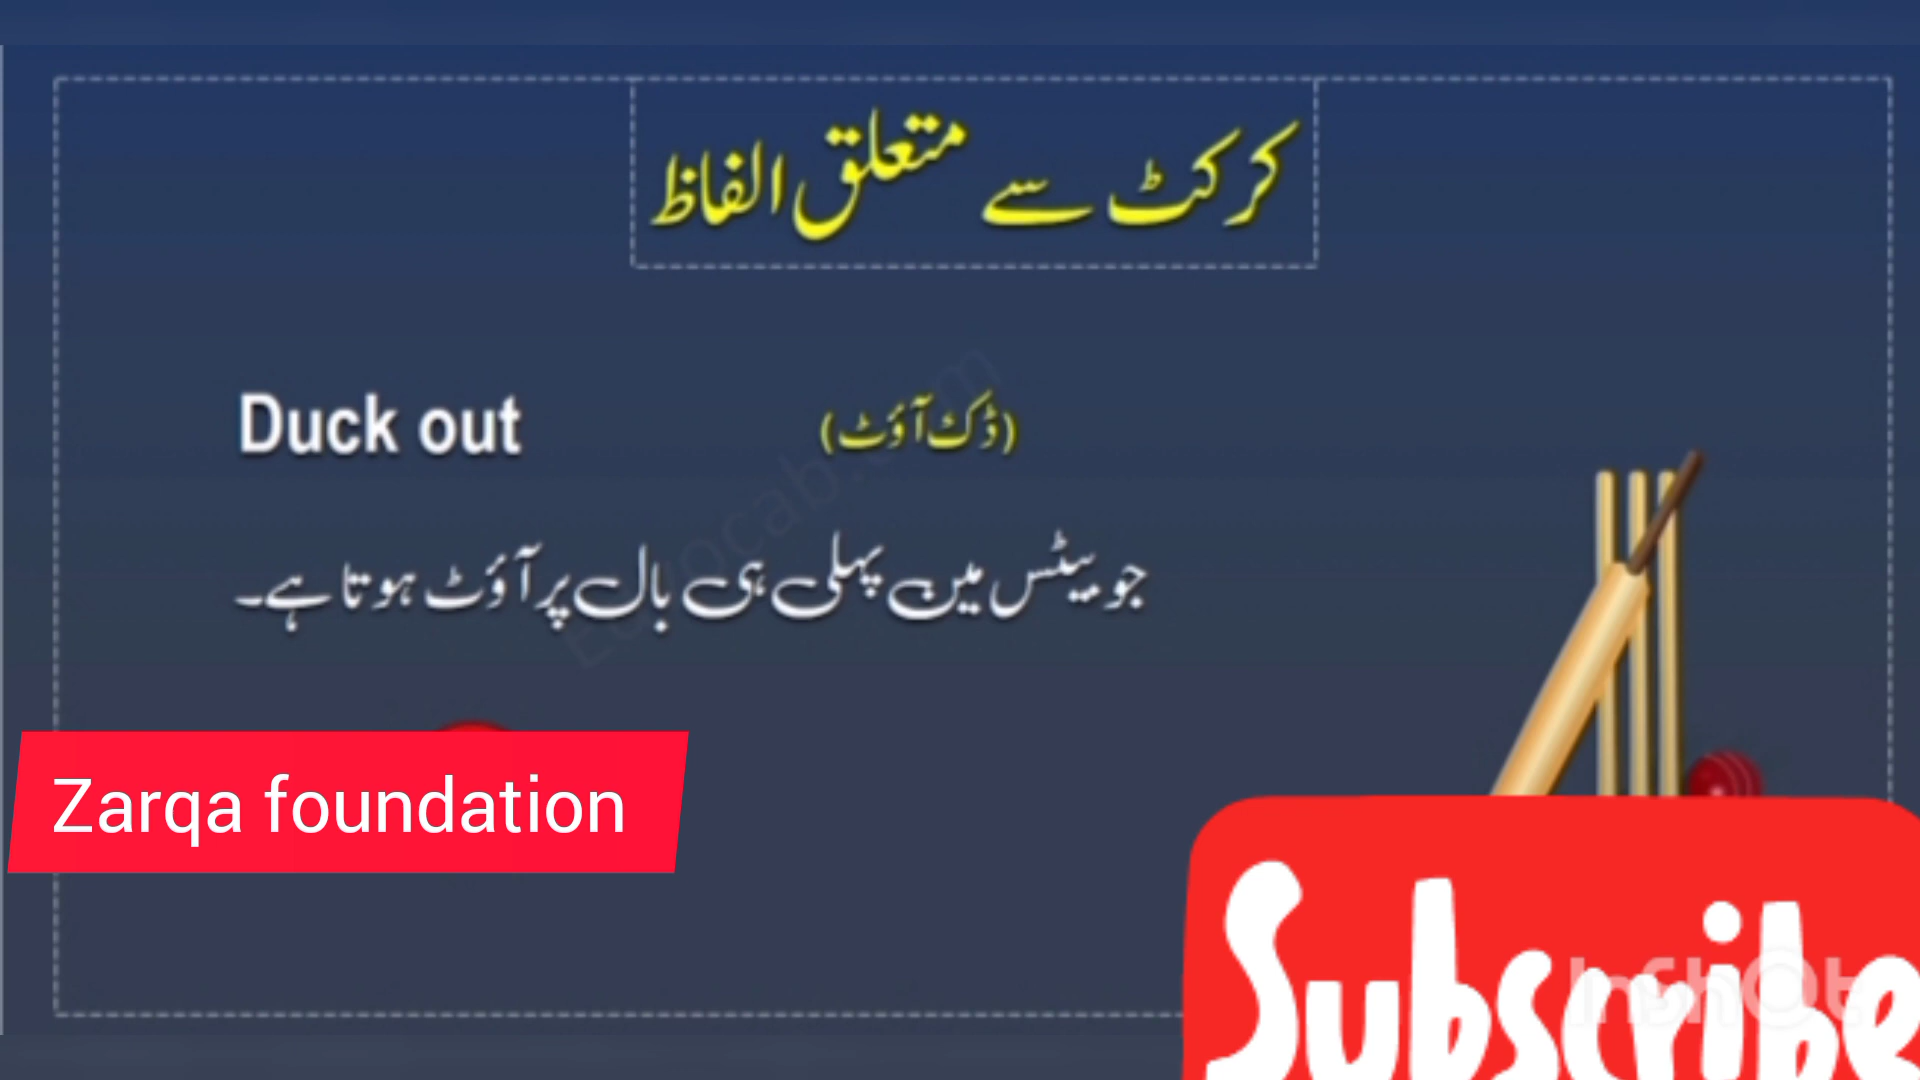 کرکٹ سے متعلق الفاظ
Duck out (ڈک آؤٹ)
جو بیٹس مین پہلی ہی بال پر آؤٹ ہوتا ہے۔
Zarqa foundation
Subscribe
InShOt